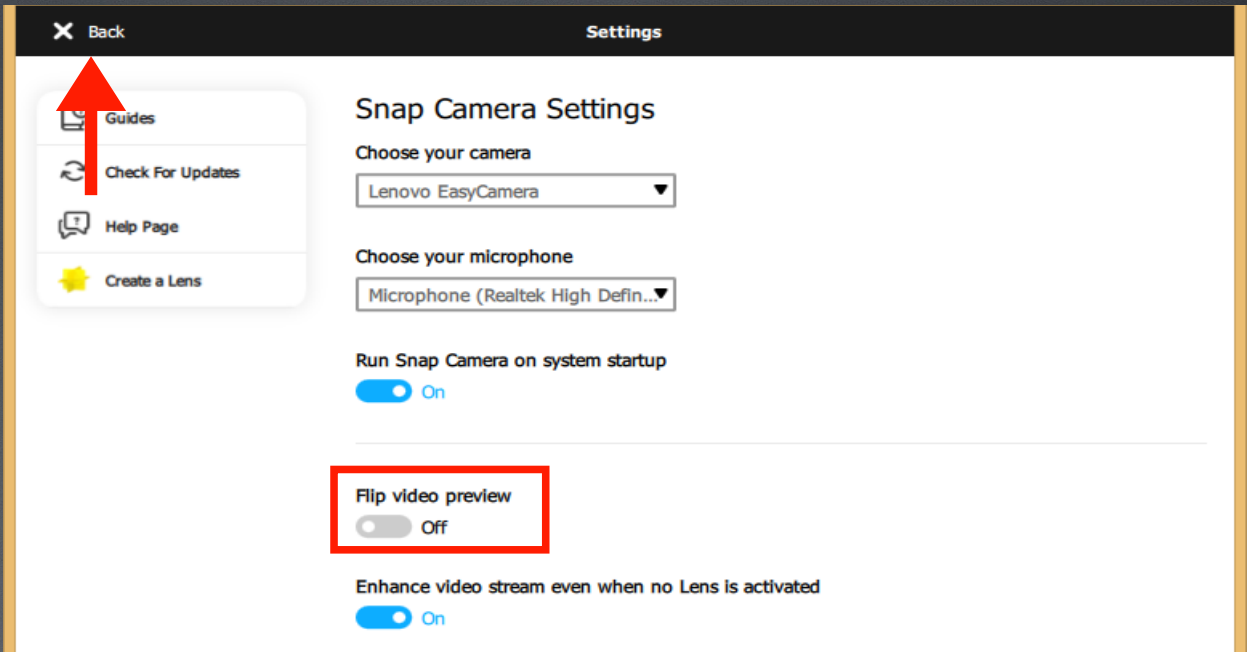 Back
Settings
Guides
Check For Updates
Help Page
Create a Lens
Snap Camera Settings
Choose your camera
Lenovo EasyCamera
Choose your microphone
Microphone (Realtek High Defin...
Run Snap Camera on system startup
On
Flip video preview
Off
Enhance video stream even when no Lens is activated
On